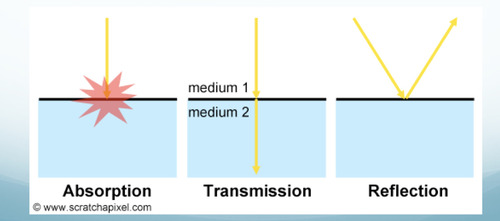 medium 1
medium 2
Absorption
Transmission
Reflection
© www.scratchapixel.com